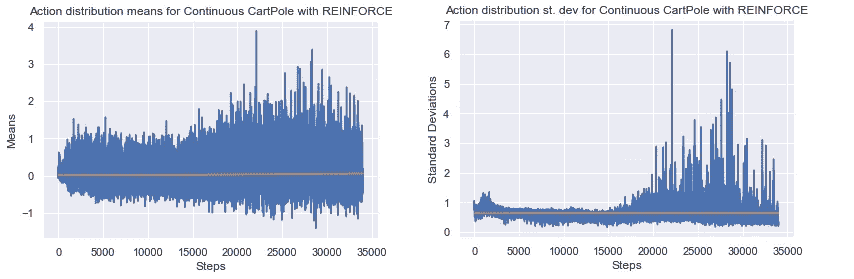 Action distribution means for Continuous CartPole with REINFORCE
4
3
2
1
0
−1
Means
0 5000 10000 15000 20000 25000 30000 35000
Steps
Action distribution st. dev for Continuous CartPole with REINFORCE
7
6
5
4
3
2
1
0
Standard Deviations
0 5000 10000 15000 20000 25000 30000 35000
Steps